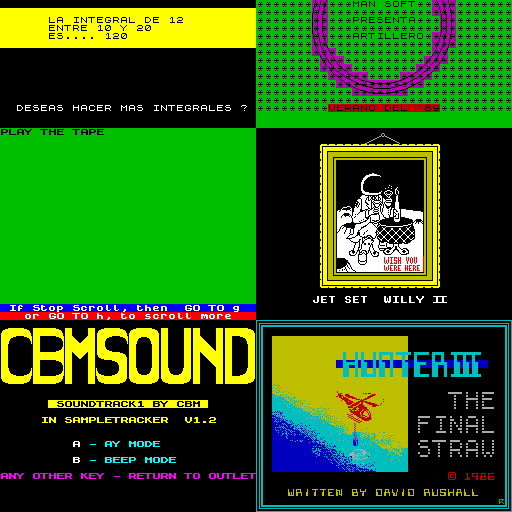 LA INTEGRAL DE 12
ENTRE 10 Y 20
ES.... 120
DESEAS HACER MAS INTEGRALES ?
MAN SOFT
PRESENTA
ARTILLERO
VERANO DEL '89
PLAY THE TAPE
If Stop Scroll, then GO TO g
or GO TO h, to scroll more
WISH YOU
WERE HERE
JET SET WILLY II
CBMSOUND
SOUNDTRACK1 BY CBM
IN SAMPLETRACKER V1.2
A - AY MODE
B - BEEP MODE
ANY OTHER KEY - RETURN TO OUTLET
HUNTER III
THE
FINAL
STRAW
© 1986
WRITTEN BY DAVID RUSHALL